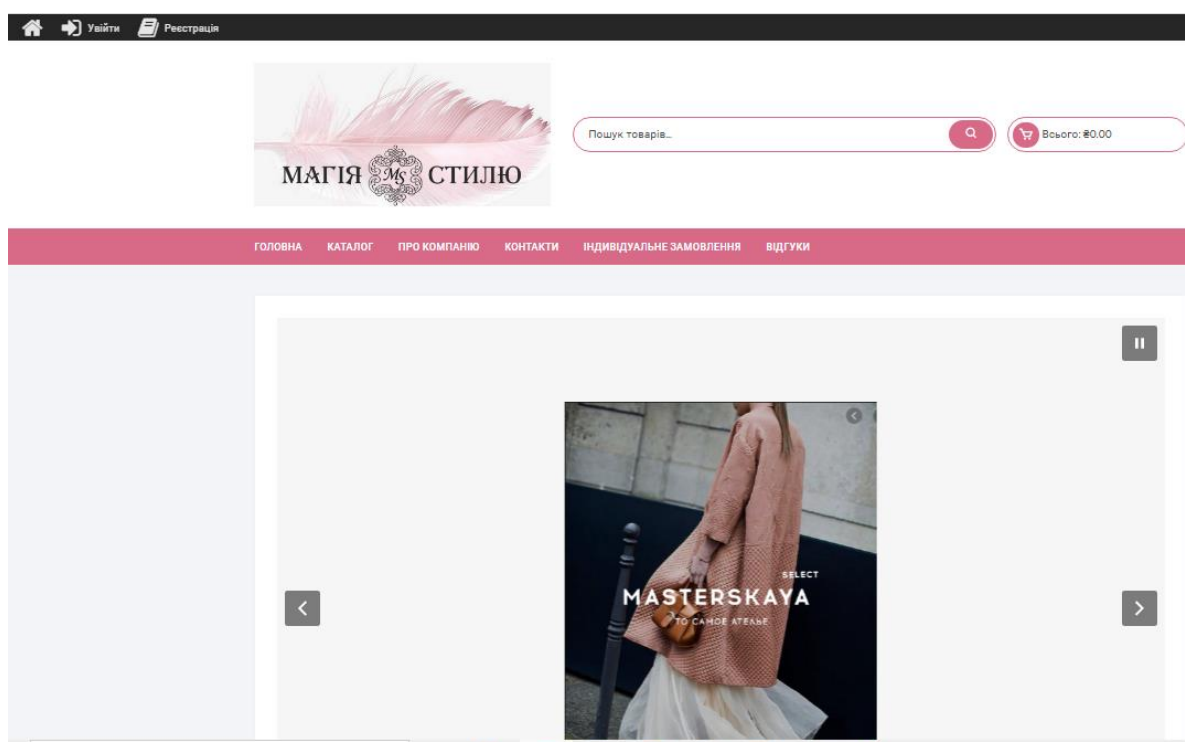 Увійти Реєстрація
МАГІЯ MS СТИЛЮ
Пошук товарів...
Всього: ₴0.00
ГОЛОВНА КАТАЛОГ ПРО КОМПАНІЮ КОНТАКТИ ІНДИВІДУАЛЬНЕ ЗАМОВЛЕННЯ ВІДГУКИ
SELECT
MASTERSKAYA
ТО САМОЕ АТЕЛЬЕ